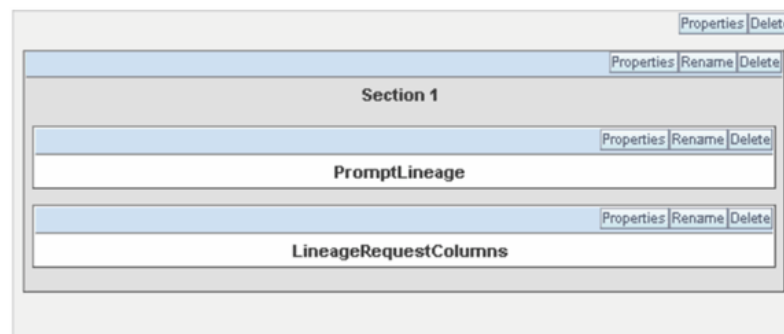 Properties Delet
Properties Rename Delete
Section 1
Properties Rename Delete
PromptLineage
Properties Rename Delete
LineageRequestColumns